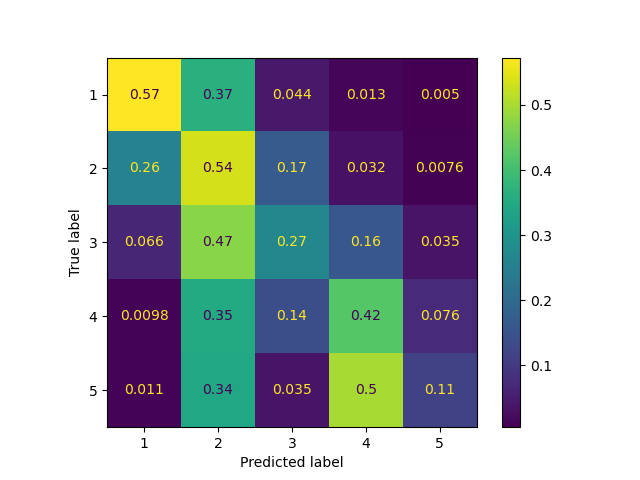 1 0.57 0.37 0.044 0.013 0.005
2 0.26 0.54 0.17 0.032 0.0076
3 0.066 0.47 0.27 0.16 0.035
4 0.0098 0.35 0.14 0.42 0.076
5 0.011 0.34 0.035 0.5 0.11
1 2 3 4 5
Predicted label
True label
0.5
0.4
0.3
0.2
0.1